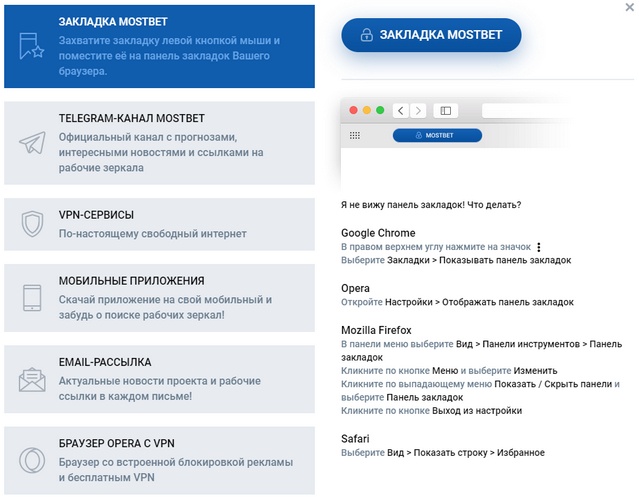 ЗАКЛАДКА MOSTBET
Захватите закладку левой кнопкой мыши и
поместите её на панель закладок Вашего
браузера.
TELEGRAM-КАНАЛ MOSTBET
Официальный канал с прогнозами,
интересными новостями и ссылками на
рабочие зеркала
VPN-СЕРВИСЫ
По-настоящему свободный интернет
МОБИЛЬНЫЕ ПРИЛОЖЕНИЯ
Скачай приложение на свой мобильный и
забудь о поиске рабочих зеркал!
EMAIL-РАССЫЛКА
Актуальные новости проекта и рабочие
ссылки в каждом письме!
БРАУЗЕР OPERA С VPN
Браузер со встроенной блокировкой рекламы
и бесплатным VPN
ЗАКЛАДКА MOSTBET
MOSTBET
Я не вижу панель закладок! Что делать?
Google Chrome
В правом верхнем углу нажмите на значок
Выберите Закладки > Показывать панель закладок
Opera
Откройте Настройки > Отображать панель закладок
Mozilla Firefox
В панели меню выберите Вид > Панели инструментов > Панель
закладок
Кликните по кнопке Меню и выберите Изменить
Кликните по выпадающему меню Показать / Скрыть панели и
выберите Панель закладок
Кликните по кнопке Выход из настройки
Safari
Выберите Вид > Показать строку > Избранное